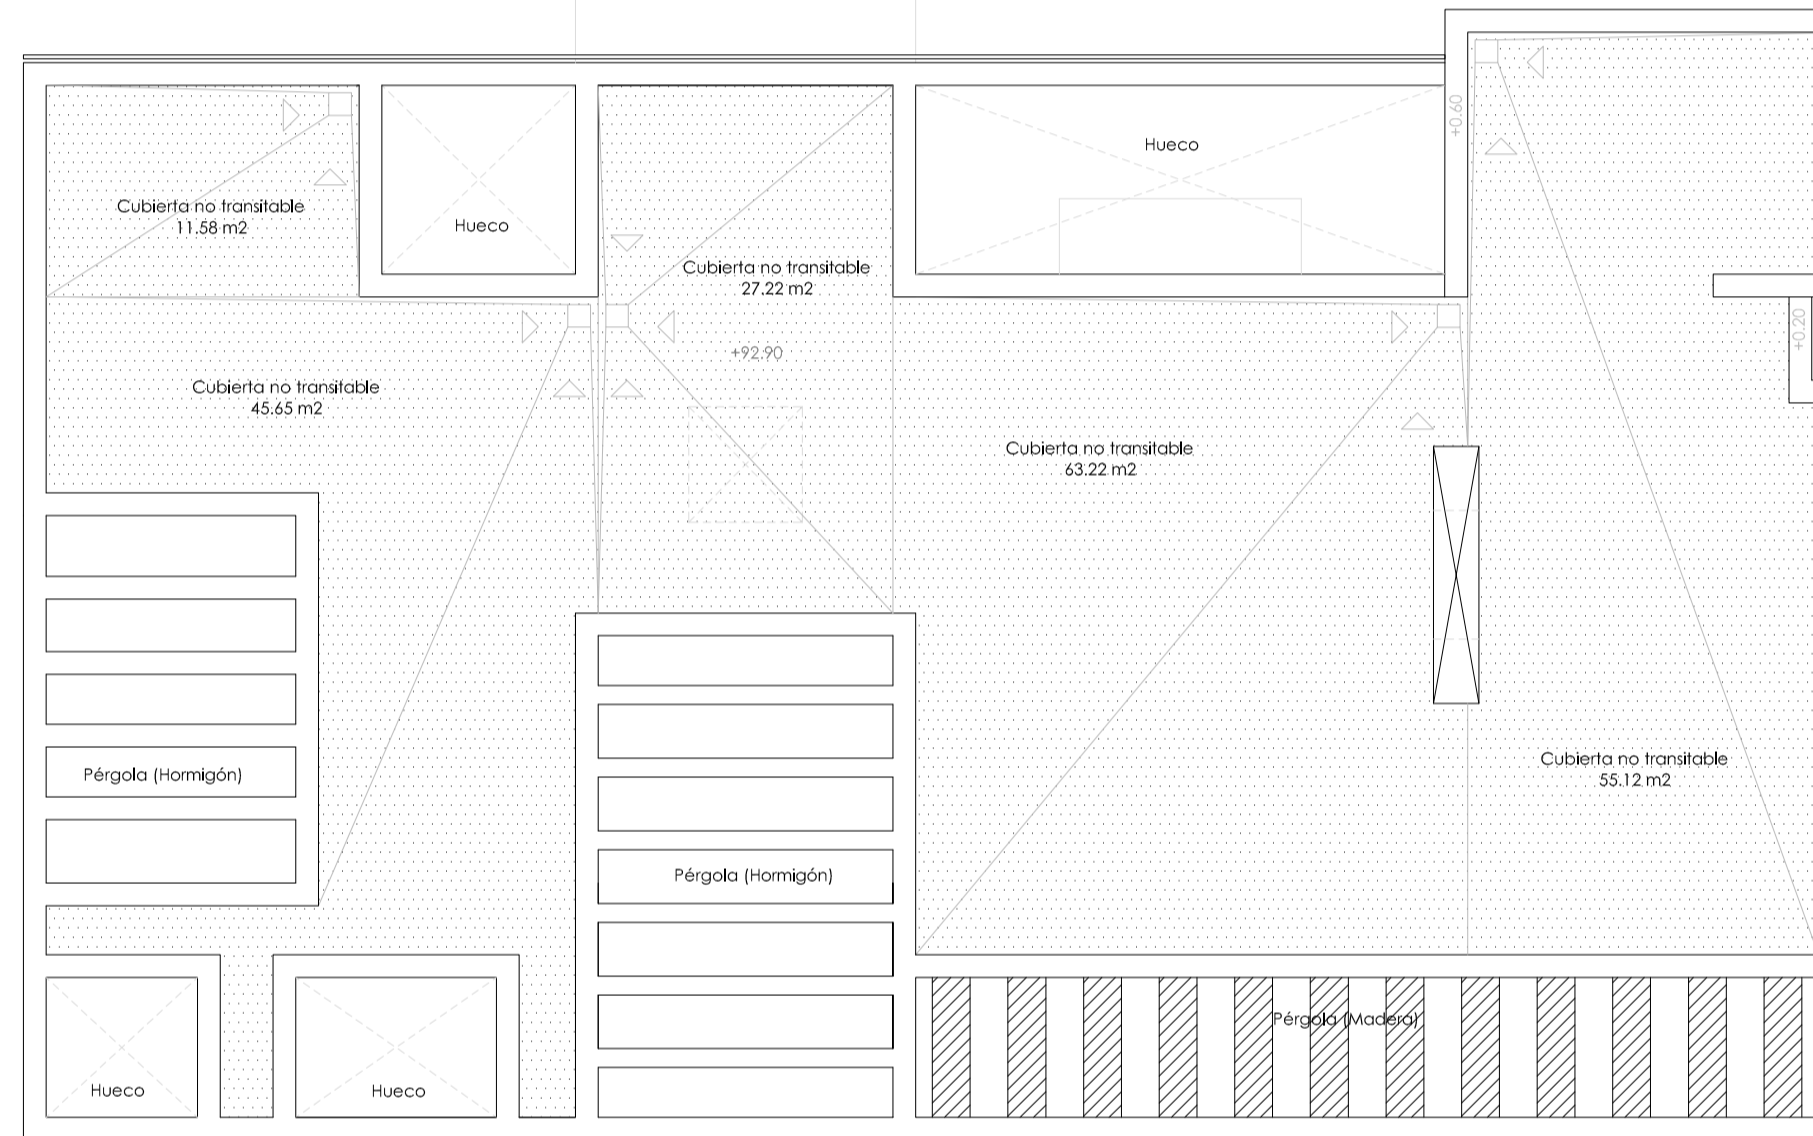 +0.60
Hueco
Cubierta no transitable
11.58 m2
Hueco
Cubierta no transitable
27.22 m2
+0.20
+92.90
Cubierta no transitable
45.65 m2
Cubierta no transitable
63.22 m2
Cubierta no transitable
55.12 m2
Pérgola (Hormigón)
Pérgola (Hormigón)
Pérgola (Madera)
Hueco
Hueco